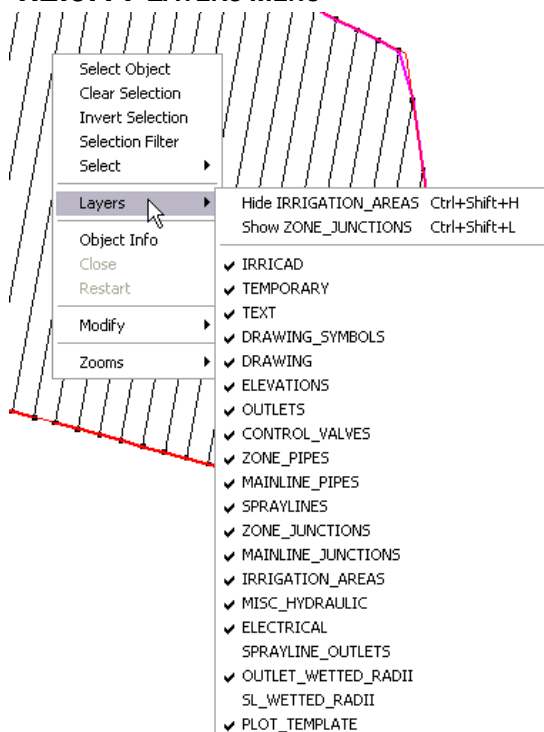 LAYERS MENU
Select Object
Clear Selection
Invert Selection
Selection Filter
Select
Layers
Object Info
Close
Restart
Modify
Zooms
Hide IRRIGATION_AREAS Ctrl+Shift+H
Show ZONE_JUNCTIONS Ctrl+Shift+L
IRRICAD
TEMPORARY
TEXT
DRAWING_SYMBOLS
DRAWING
ELEVATIONS
OUTLETS
CONTROL_VALVES
ZONE_PIPES
MAINLINE_PIPES
SPRAYLINES
ZONE_JUNCTIONS
MAINLINE_JUNCTIONS
IRRIGATION_AREAS
MISC_HYDRAULIC
ELECTRICAL
SPRAYLINE_OUTLETS
OUTLET_WETTED_RADII
SL_WETTED_RADII
PLOT_TEMPLATE